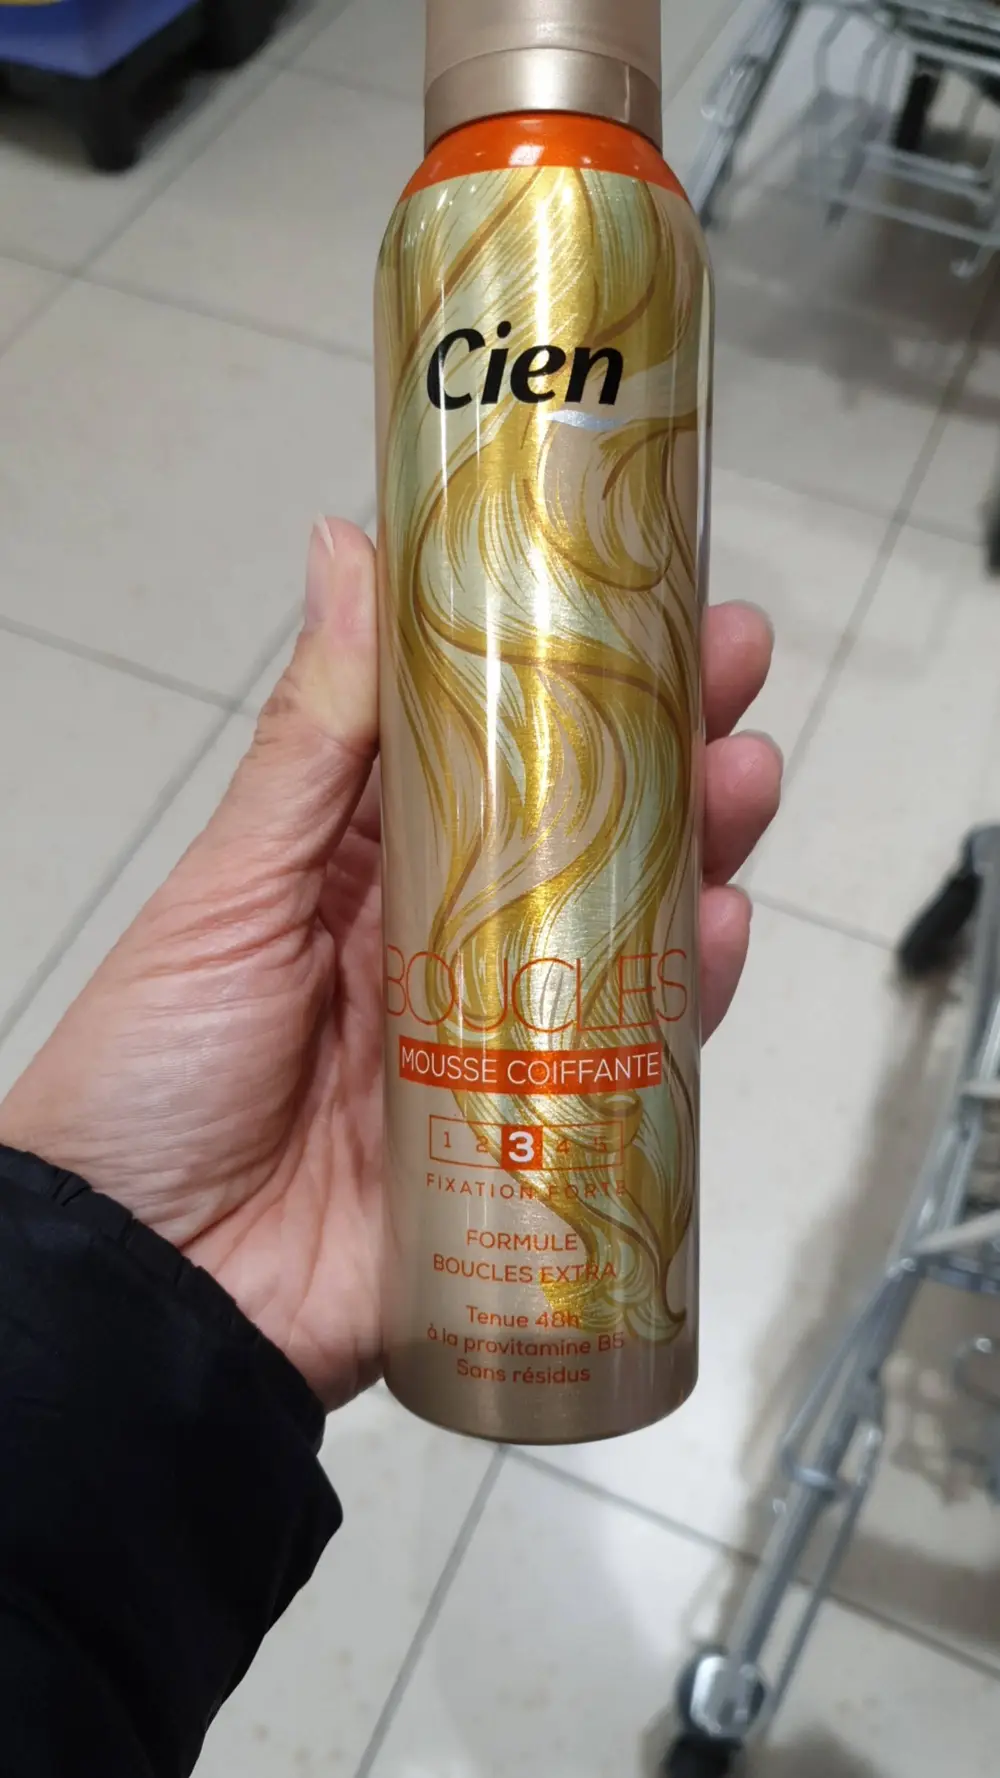 Cien
BOUCLES
MOUSSE COIFFANTE
1 2 3 4 5
FIXATION FORTE
FORMULE
BOUCLES EXTRA
Tenue 48h
à la provitamine B5
Sans résidus